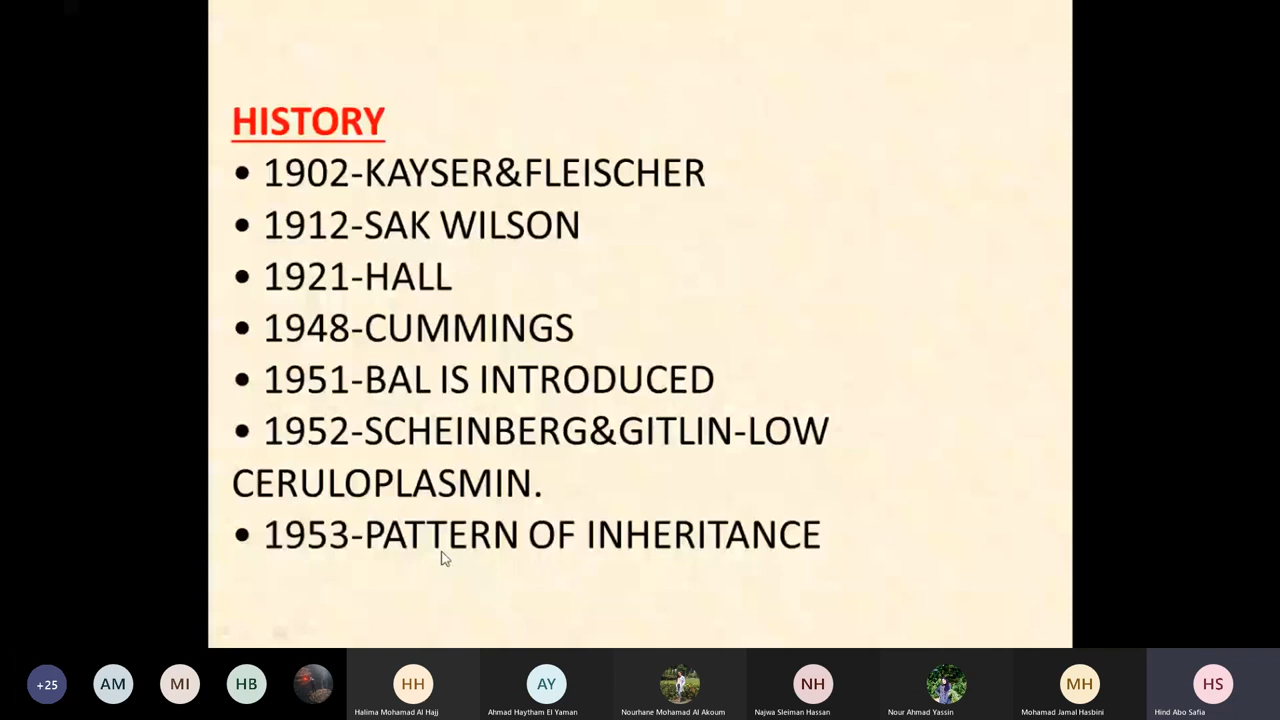 HISTORY
• 1902-KAYSER&FLEISCHER
• 1912-SAK WILSON
• 1921-HALL
• 1948-CUMMINGS
• 1951-BAL IS INTRODUCED
• 1952-SCHEINBERG&GITLIN-LOW
CERULOPLASMIN.
• 1953-PATTERN OF INHERITANCE
+25 AM MI HB HH AY NH MH HS
Halima Mohamad Al Hajj Ahmad Haytham El Yaman Nourhane Mohamad Al Akoum Najwa Sleiman Hassan Nour Ahmad Yassin Mohamad Jamal Hasbini Hind Abo Safia